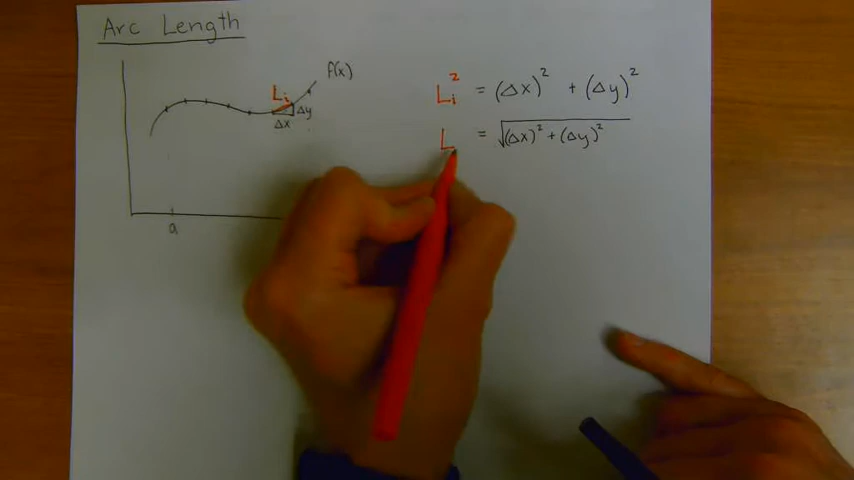 Arc Length
f(x)
Li
Δy
Δx
a
Li² = (Δx)² + (Δy)²
L = √(Δx)² + (Δy)²